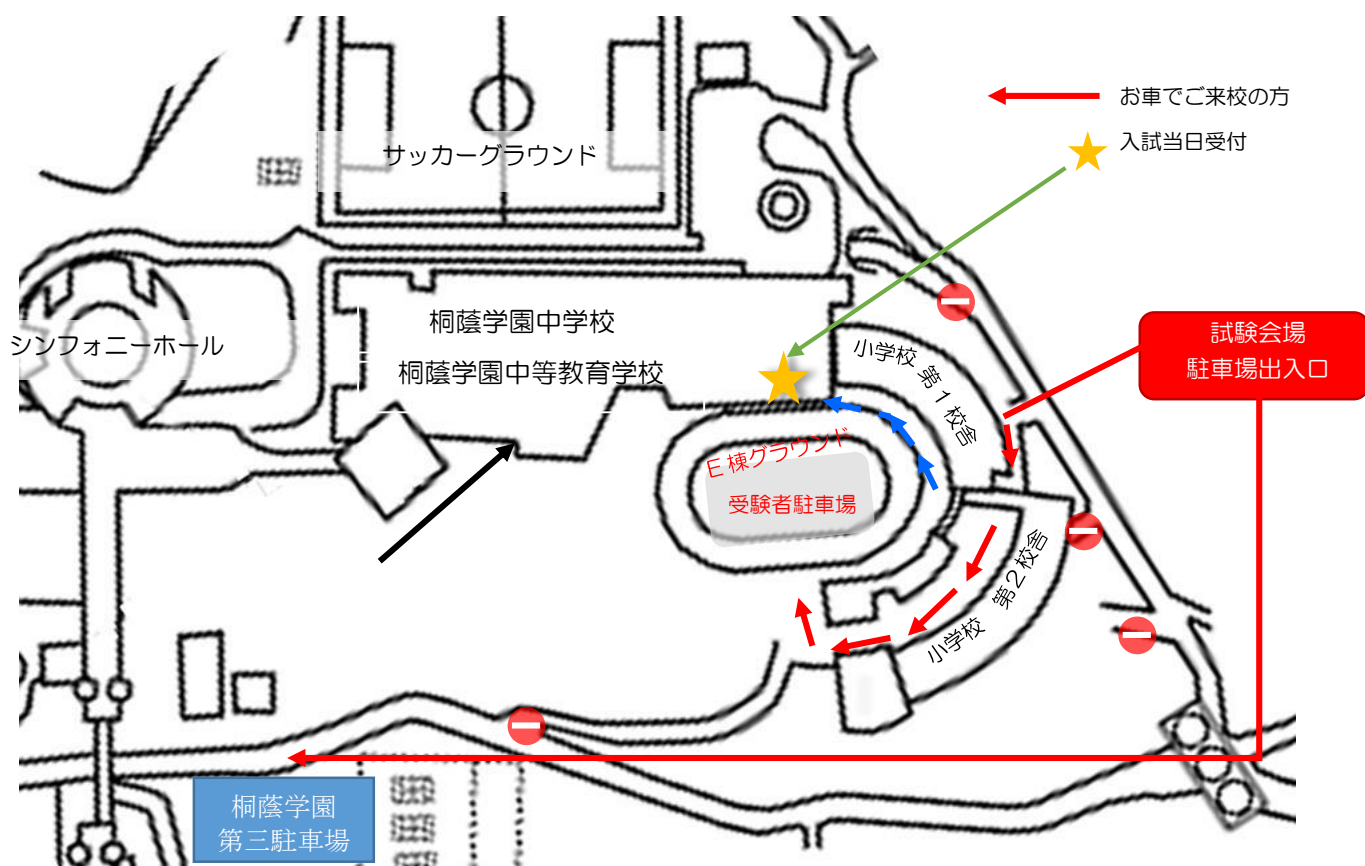 お車でご来校の方
入試当日受付
サッカーグラウンド
桐蔭学園中学校
桐蔭学園中等教育学校
シンフォニーホール
小学校 第1校舎
試験会場
駐車場出入口
E棟グラウンド
受験者駐車場
小学校 第2校舎
桐蔭学園
第三駐車場